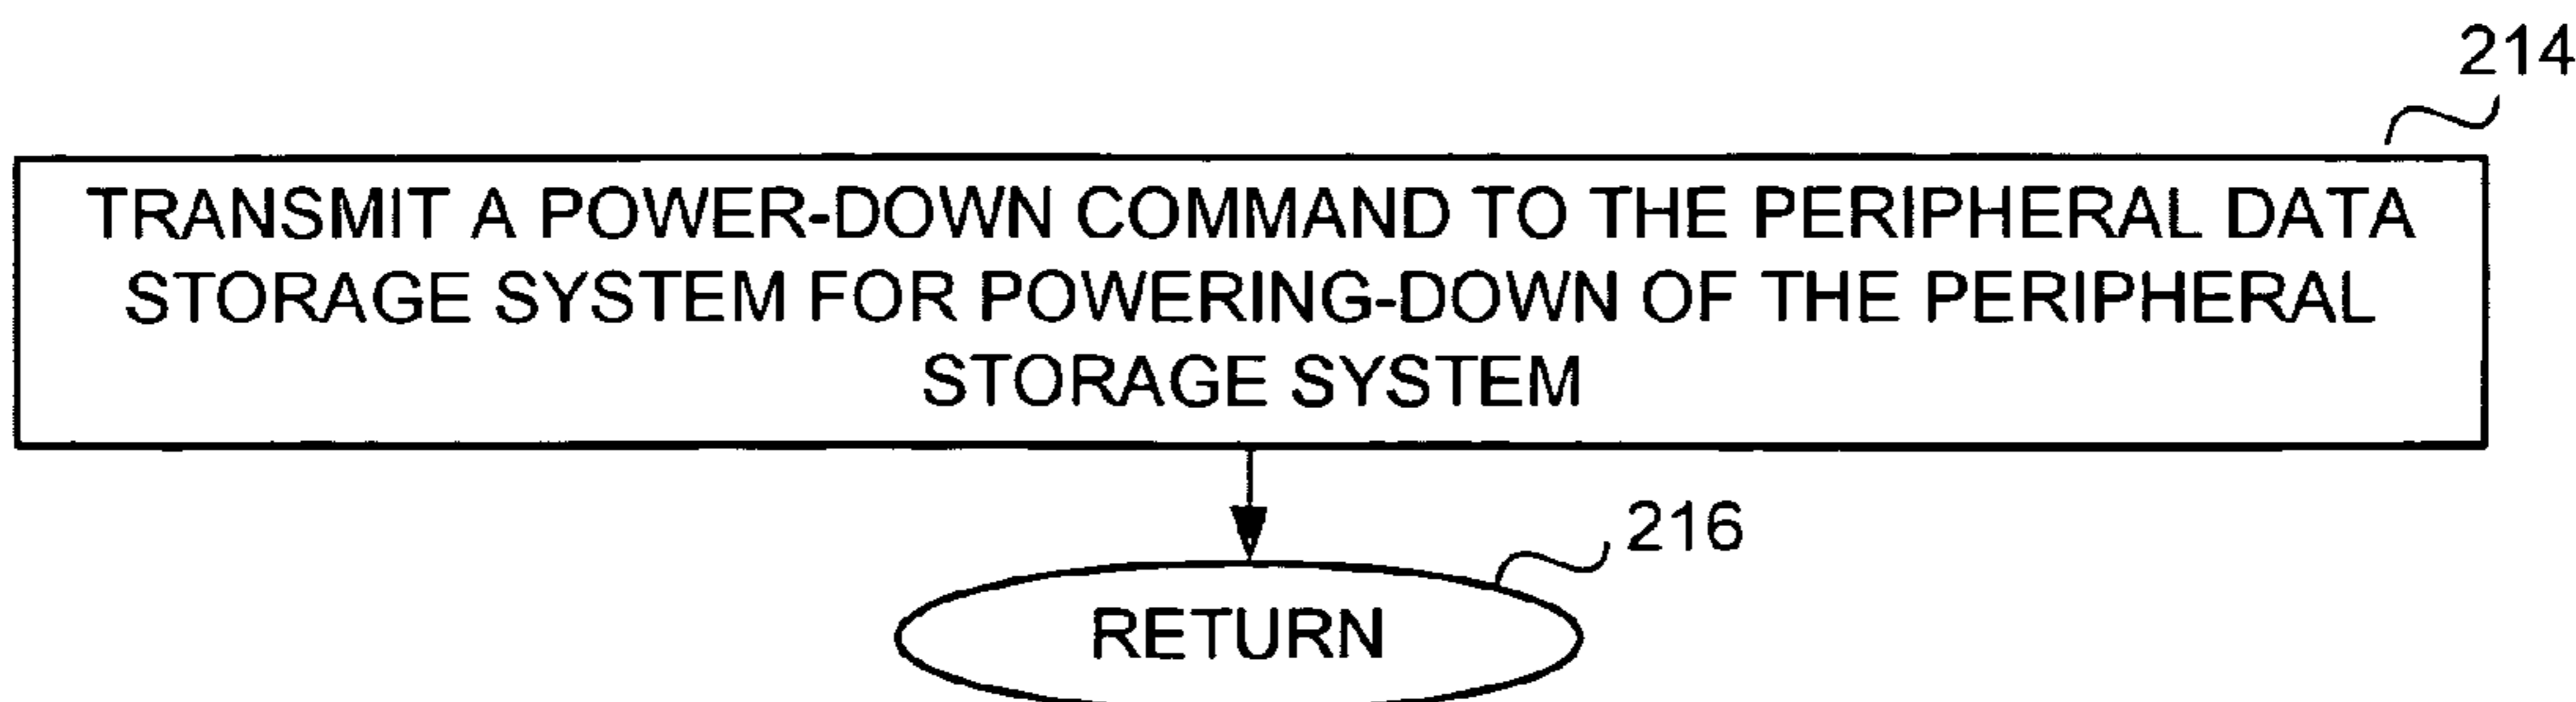 214
TRANSMIT A POWER-DOWN COMMAND TO THE PERIPHERAL DATA
STORAGE SYSTEM FOR POWERING-DOWN OF THE PERIPHERAL
STORAGE SYSTEM
216
RETURN